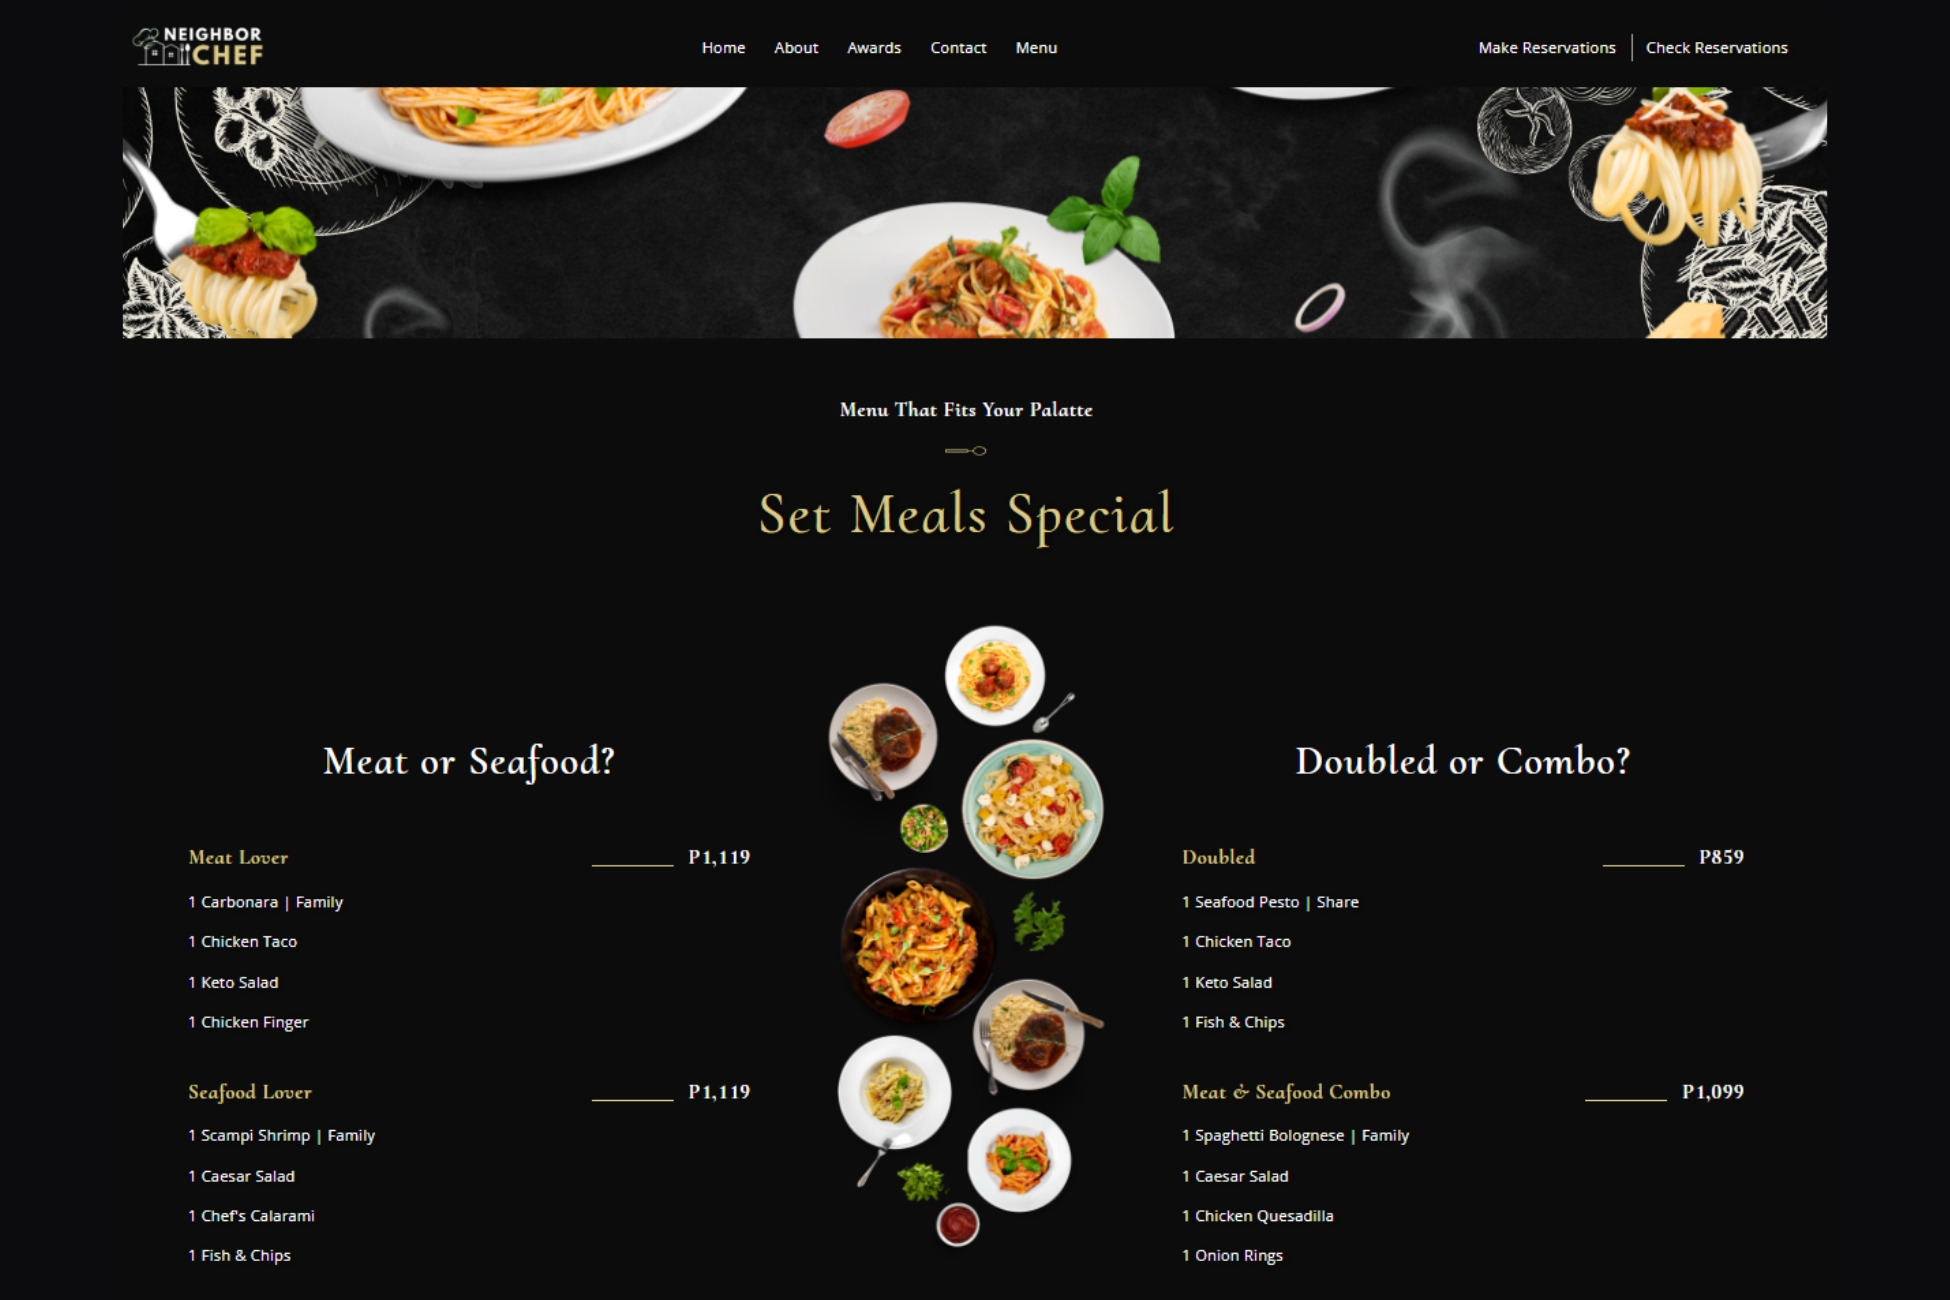 NEIGHBOR
CHEF
Home About Awards Contact Menu
Make Reservations Check Reservations
Menu That Fits Your Palatte
Set Meals Special
Meat or Seafood?
Meat Lover P1,119
1 Carbonara | Family
1 Chicken Taco
1 Keto Salad
1 Chicken Finger
Seafood Lover P1,119
1 Scampi Shrimp | Family
1 Caesar Salad
1 Chef's Calarami
1 Fish & Chips
Doubled or Combo?
Doubled P859
1 Seafood Pesto | Share
1 Chicken Taco
1 Keto Salad
1 Fish & Chips
Meat & Seafood Combo P1,099
1 Spaghetti Bolognese | Family
1 Caesar Salad
1 Chicken Quesadilla
1 Onion Rings